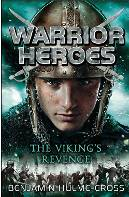 WARRIOR
HEROES
THE VIKING'S
REVENGE
BENJAMIN HULME-CROSS